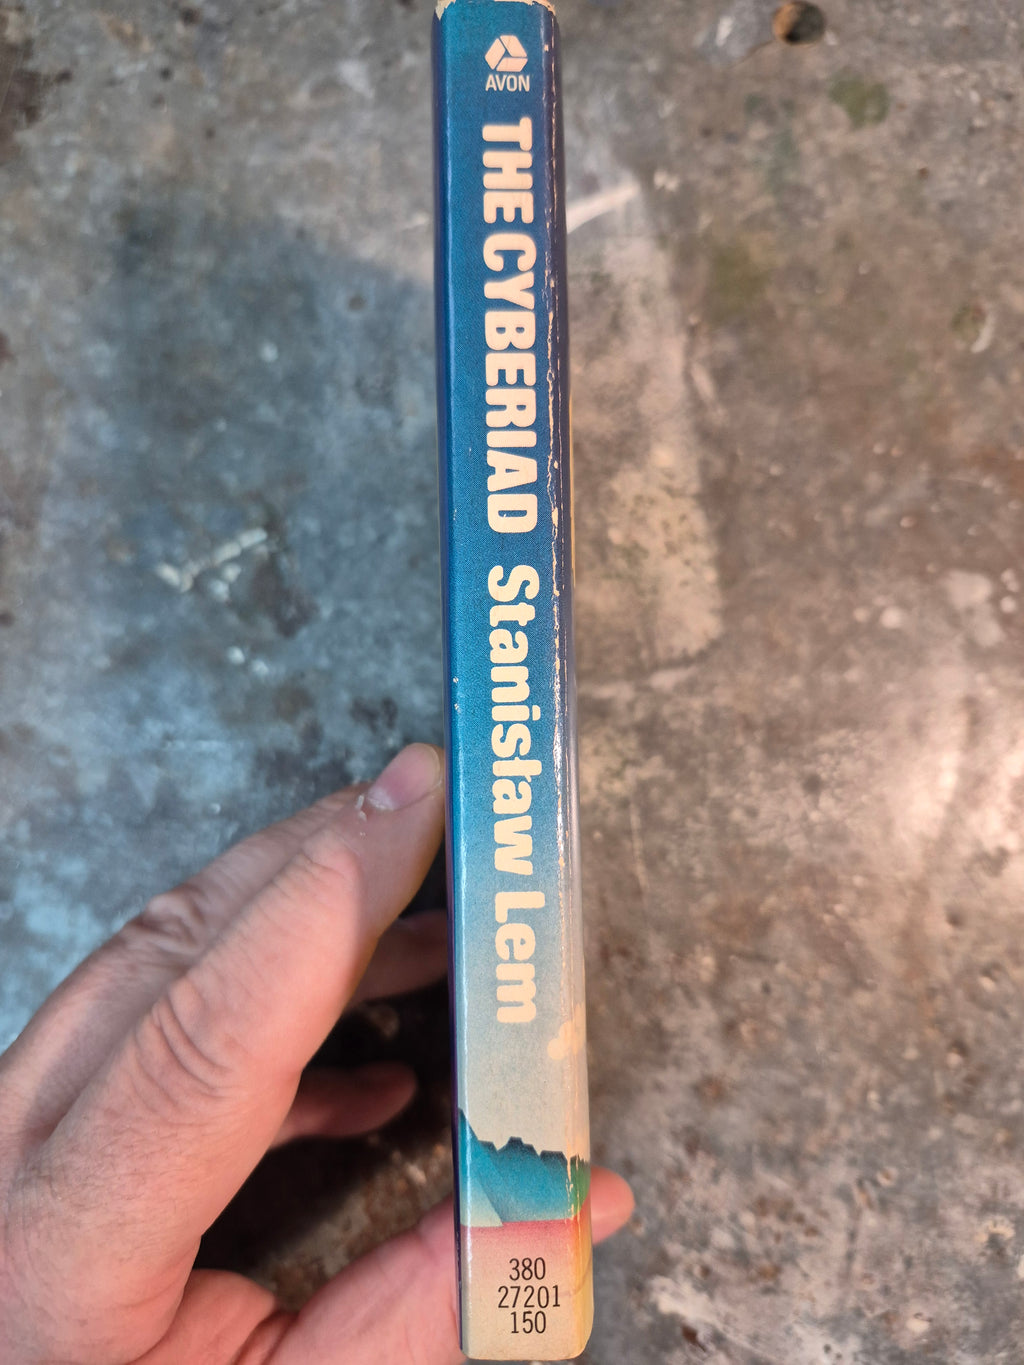 AVON
THE CYBERIAD Stanisław Lem
380
27201
150